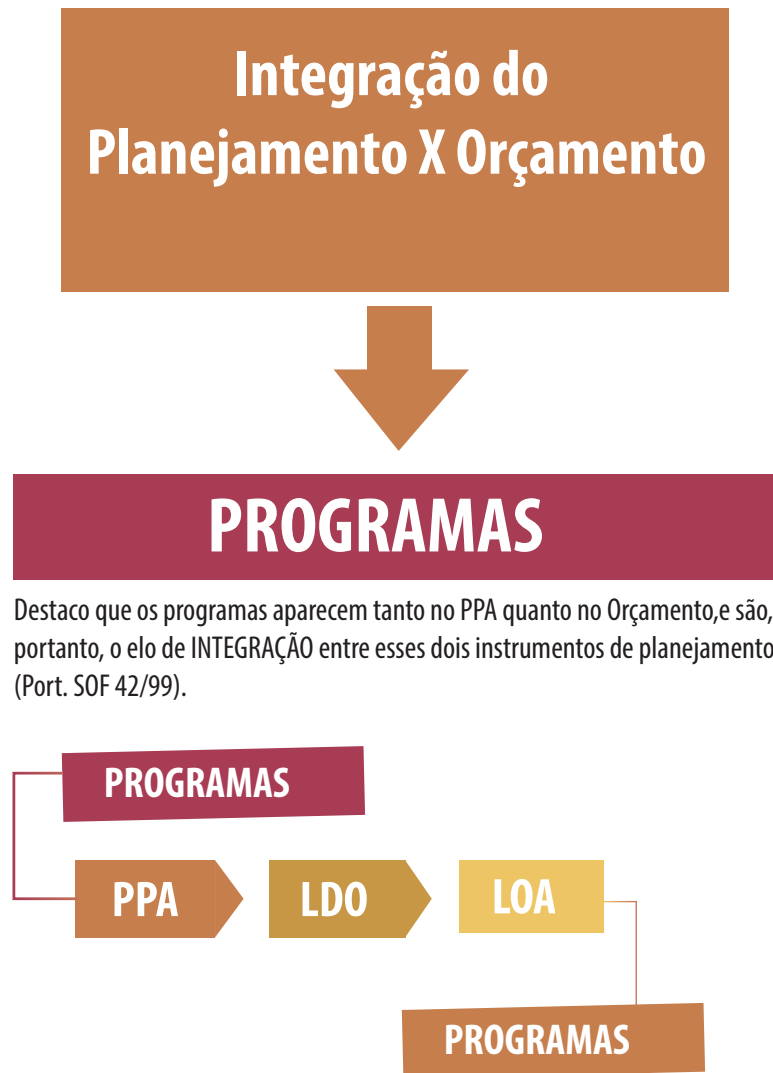 Integração do
Planejamento X Orçamento
PROGRAMAS
Destaco que os programas aparecem tanto no PPA quanto no Orçamento,e são,
portanto, o elo de INTEGRAÇÃO entre esses dois instrumentos de planejamento
(Port. SOF 42/99).
PROGRAMAS
PPA LDO LOA
PROGRAMAS